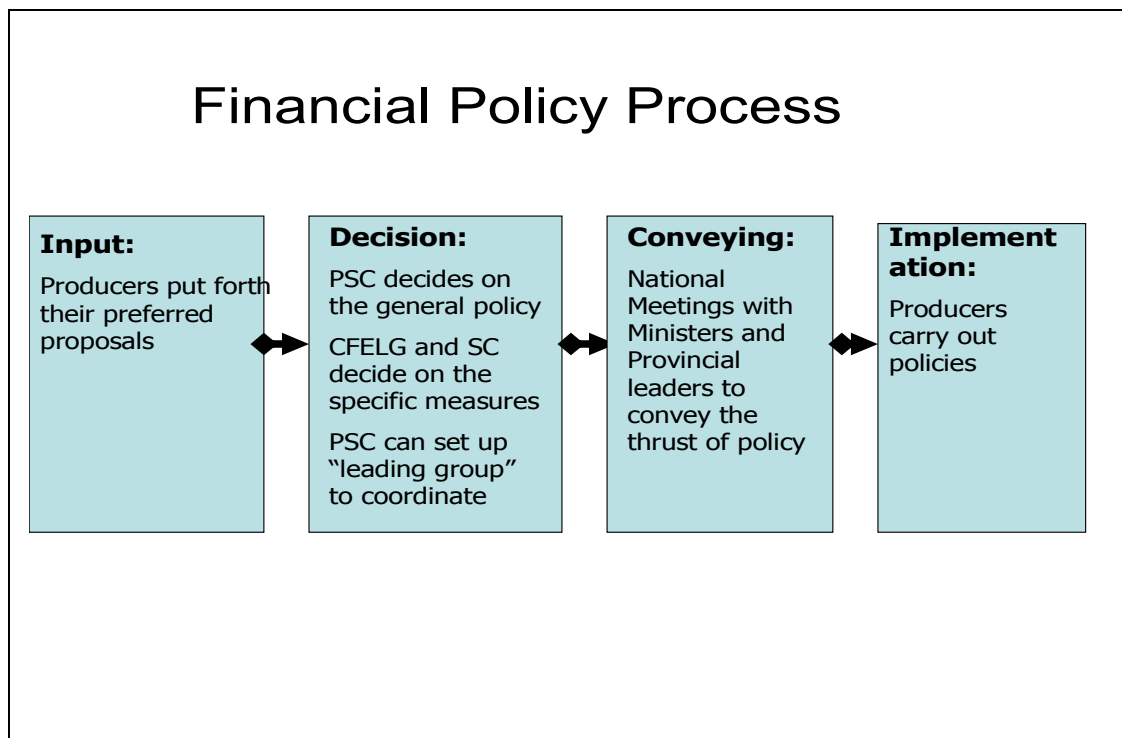 Financial Policy Process
Input:
Producers put forth
their preferred
proposals
Decision:
PSC decides on
the general policy
CFELG and SC
decide on the
specific measures
PSC can set up
“leading group”
to coordinate
Conveying:
National
Meetings with
Ministers and
Provincial
leaders to
convey the
thrust of policy
Implement
ation:
Producers
carry out
policies